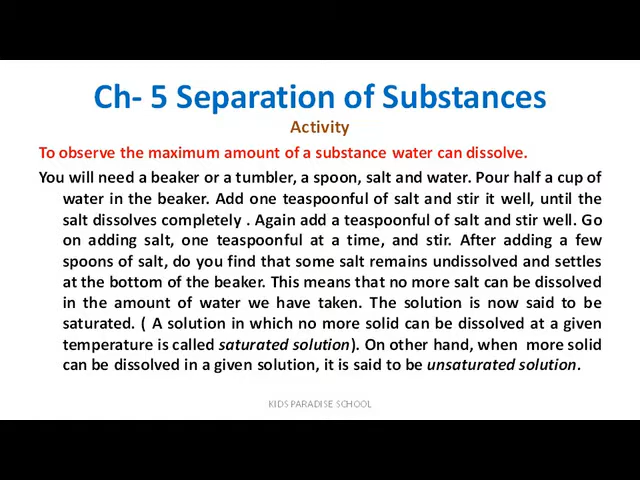 Ch- 5 Separation of Substances
Activity
To observe the maximum amount of a substance water can dissolve.
You will need a beaker or a tumbler, a spoon, salt and water. Pour half a cup of
water in the beaker. Add one teaspoonful of salt and stir it well, until the
salt dissolves completely . Again add a teaspoonful of salt and stir well. Go
on adding salt, one teaspoonful at a time, and stir. After adding a few
spoons of salt, do you find that some salt remains undissolved and settles
at the bottom of the beaker. This means that no more salt can be dissolved
in the amount of water we have taken. The solution is now said to be
saturated. ( A solution in which no more solid can be dissolved at a given
temperature is called saturated solution). On other hand, when more solid
can be dissolved in a given solution, it is said to be unsaturated solution.
KIDS PARADISE SCHOOL